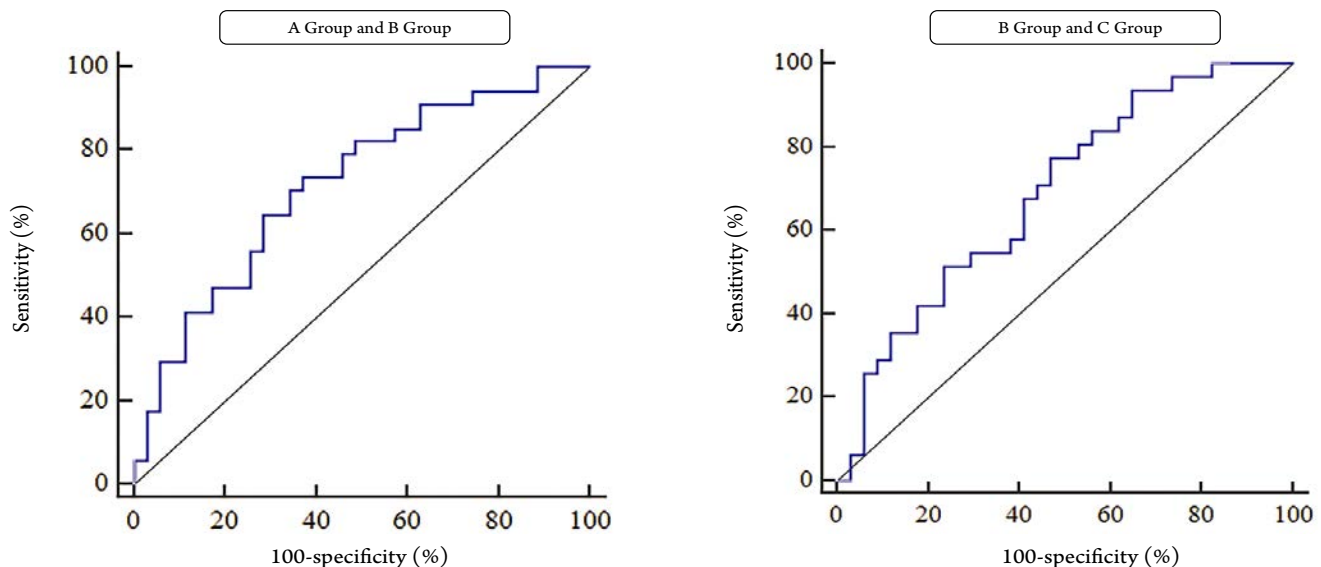 A Group and B Group
100
80
60
40
20
0
Sensitivity (%)
0 20 40 60 80 100
100-specificity (%)
B Group and C Group
100
80
60
40
20
0
Sensitivity (%)
0 20 40 60 80 100
100-specificity (%)